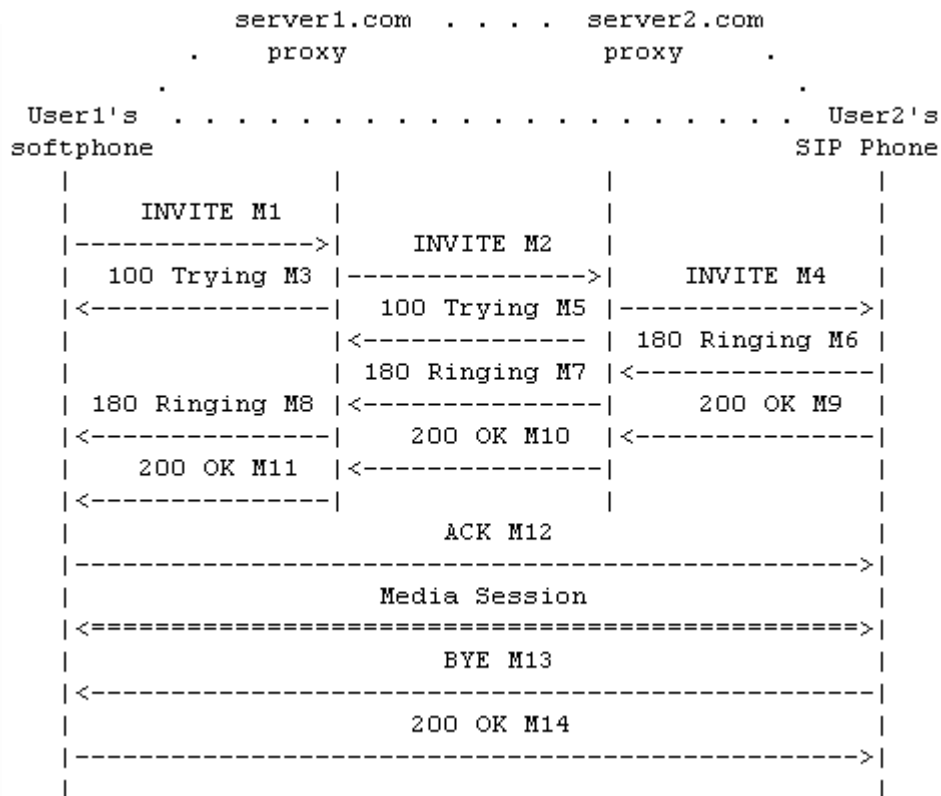 server1.com . . . . server2.com
. proxy proxy .
. .
User1's . . . . . . . . . . . . . . . . . . . . User2's
softphone SIP Phone
| | | |
| INVITE M1 | | |
|--------------->| INVITE M2 | |
| 100 Trying M3 |--------------->| INVITE M4 |
|<---------------| 100 Trying M5 |--------------->|
| |<-------------- | 180 Ringing M6 |
| | 180 Ringing M7 |<---------------|
| 180 Ringing M8 |<---------------| 200 OK M9 |
|<---------------| 200 OK M10 |<---------------|
| 200 OK M11 |<---------------| |
|<---------------| | |
| ACK M12 |
|------------------------------------------------->|
| Media Session |
|<================================================>|
| BYE M13 |
|<-------------------------------------------------|
| 200 OK M14 |
|------------------------------------------------->|
| |